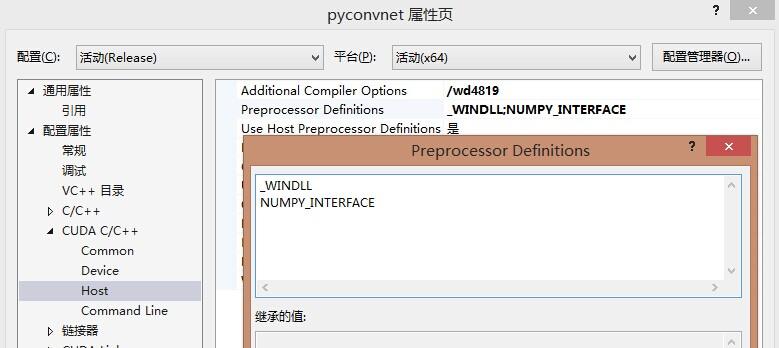 pyconvnet 属性页
配置(C): 活动(Release) 平台(P): 活动(x64) 配置管理器(O)...
通用属性
引用
配置属性
常规
调试
VC++ 目录
C/C++
CUDA C/C++
Common
Device
Host
Command Line
链接器
Additional Compiler Options /wd4819
Preprocessor Definitions _WINDLL;NUMPY_INTERFACE
Use Host Preprocessor Definitions 是
Preprocessor Definitions
_WINDLL
NUMPY_INTERFACE
继承的值: